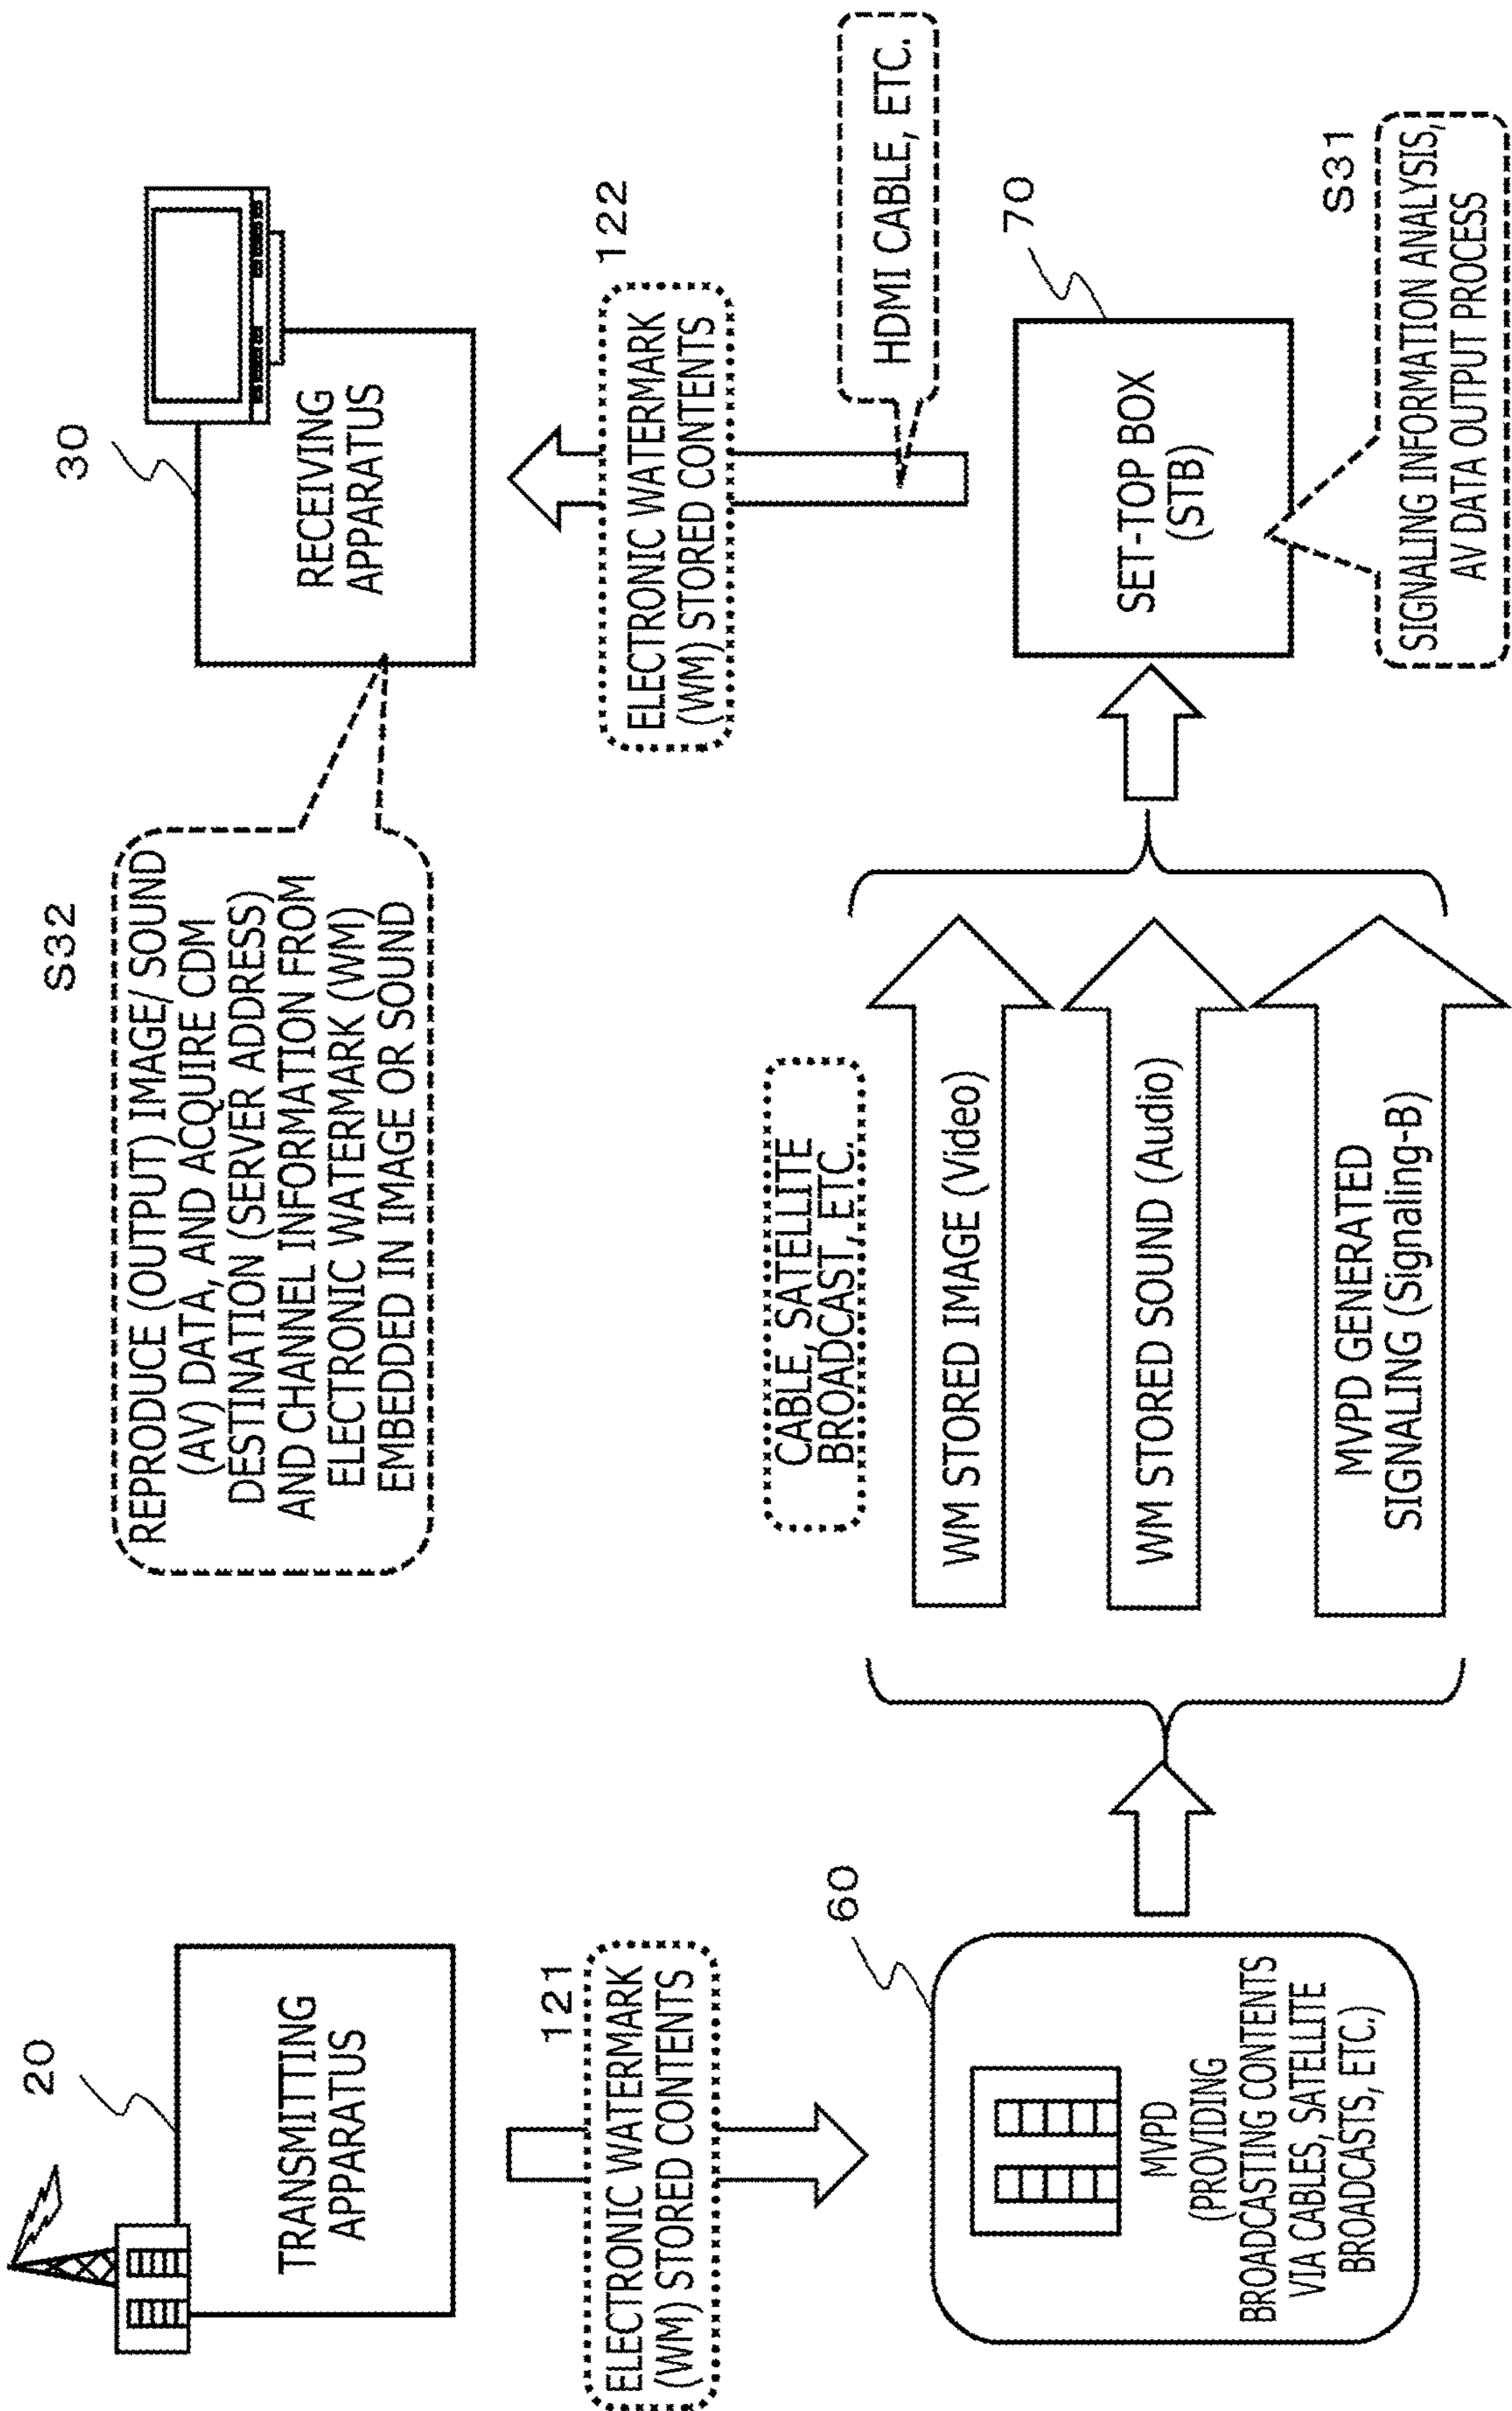 20
TRANSMITTING
APPARATUS
121
ELECTRONIC WATERMARK
(WM) STORED CONTENTS
60
MVPD
(PROVIDING
BROADCASTING CONTENTS
VIA CABLES, SATELLITE
BROADCASTS, ETC.)
CABLE, SATELLITE
BROADCAST, ETC.
WM STORED IMAGE (Video)
WM STORED SOUND (Audio)
MVPD GENERATED
SIGNALING (Signaling-B)
70
SET-TOP BOX
(STB)
S31
SIGNALING INFORMATION ANALYSIS,
AV DATA OUTPUT PROCESS
HDMI CABLE, ETC.
122
ELECTRONIC WATERMARK
(WM) STORED CONTENTS
30
RECEIVING
APPARATUS
S32
REPRODUCE (OUTPUT) IMAGE/ SOUND
(AV) DATA, AND ACQUIRE CDM
DESTINATION (SERVER ADDRESS)
AND CHANNEL INFORMATION FROM
ELECTRONIC WATERMARK (WM)
EMBEDDED IN IMAGE OR SOUND